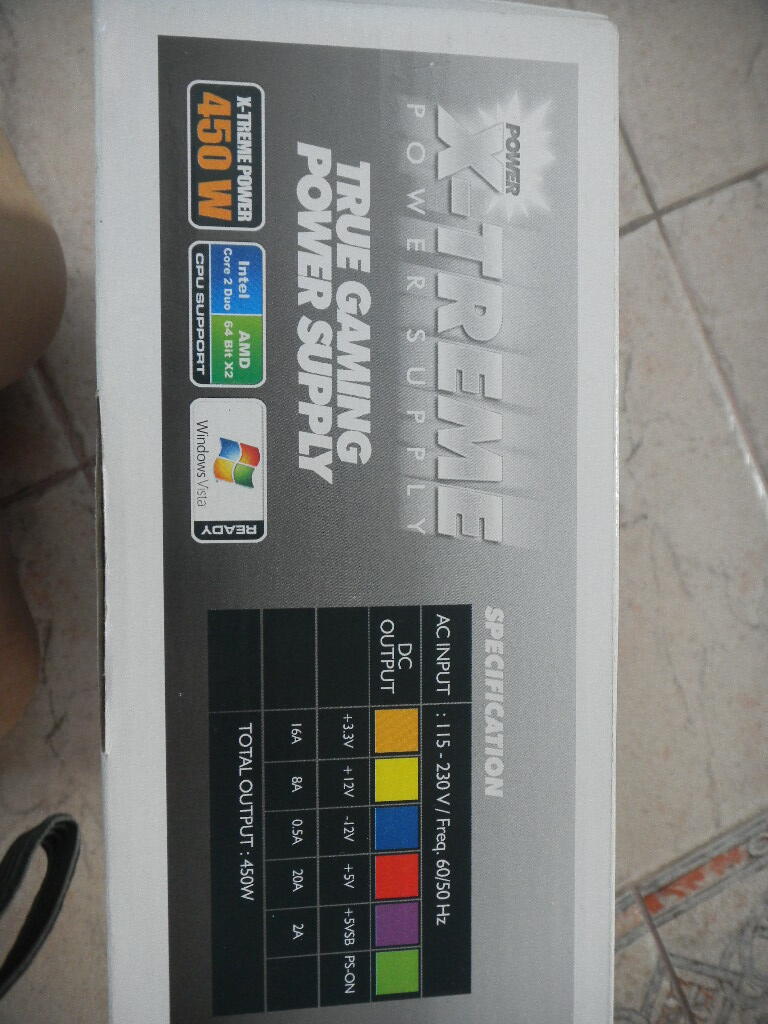 POWER
X-TREME
POWER SUPPLY
TRUE GAMING
POWER SUPPLY
X-TREME POWER
450 W
Intel
Core 2 Duo
AMD
64 Bit X2
CPU SUPPORT
Windows Vista
READY
SPECIFICATION
AC INPUT : 115 - 230 V / Freq. 60/50 Hz
DC
OUTPUT
+3.3V +12V -12V +5V +5VSB PS-ON
16A 8A 0.5A 20A 2A
TOTAL OUTPUT : 450W